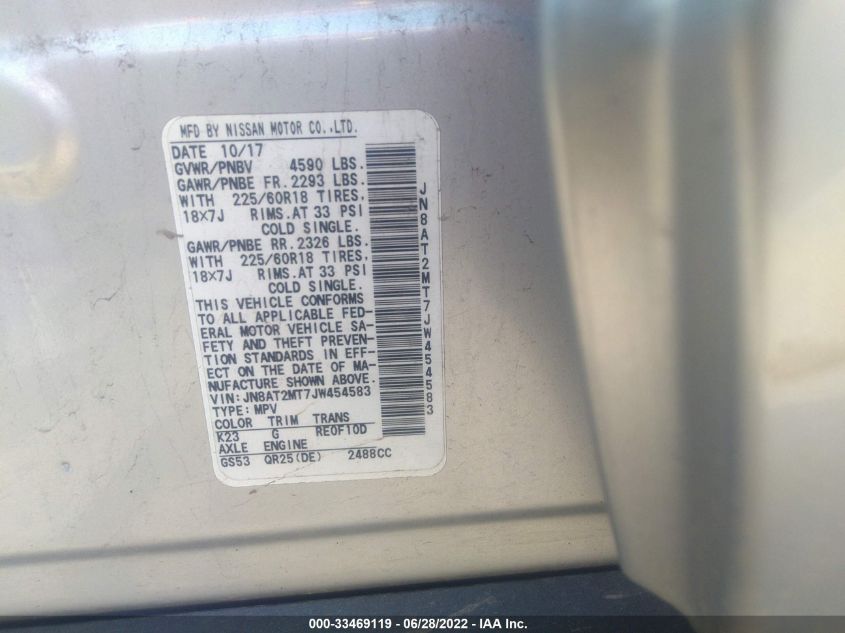 MFD BY NISSAN MOTOR CO.,LTD.
DATE 10/17
GVWR/PNBV 4590 LBS.
GAWR/PNBE FR.2293 LBS.
WITH 225/60R18 TIRES,
18X7J RIMS.AT 33 PSI
COLD SINGLE.
GAWR/PNBE RR.2326 LBS.
WITH 225/60R18 TIRES,
18X7J RIMS.AT 33 PSI
COLD SINGLE.
THIS VEHICLE CONFORMS
TO ALL APPLICABLE FED-
ERAL MOTOR VEHICLE SA-
FETY AND THEFT PREVEN-
TION STANDARDS IN EFF-
ECT ON THE DATE OF MA-
NUFACTURE SHOWN ABOVE.
VIN:JN8AT2MT7JW454583
TYPE:MPV
COLOR TRIM TRANS
K23 G RE0F10D
AXLE ENGINE
GS53 QR25(DE) 2488CC
JN8AT2MT7JW454583
000-33469119 - 06/28/2022 - IAA Inc.